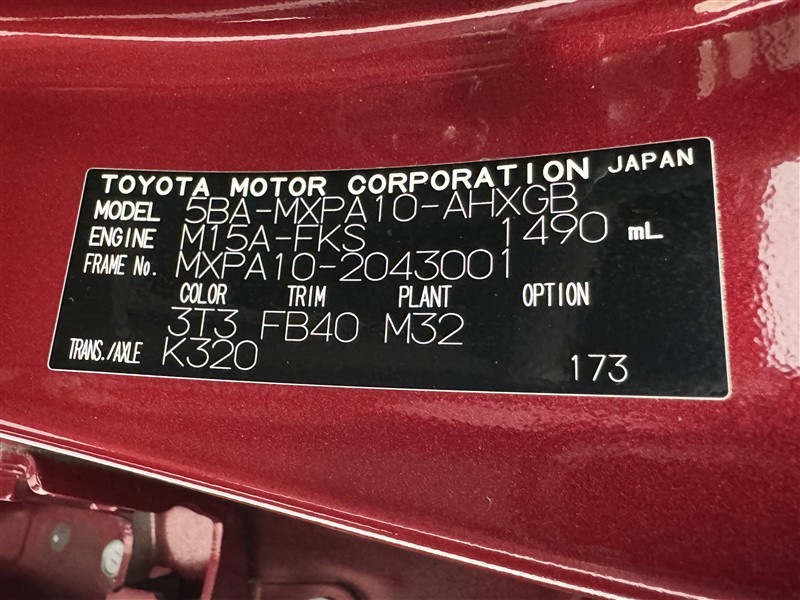 TOYOTA MOTOR CORPORATION JAPAN
MODEL 5BA-MXPA10-AHXGB
ENGINE M15A-FKS 1490 mL
FRAME No. MXPA10-2043001
COLOR TRIM PLANT OPTION
3T3 FB40 M32
TRANS./AXLE K320 173